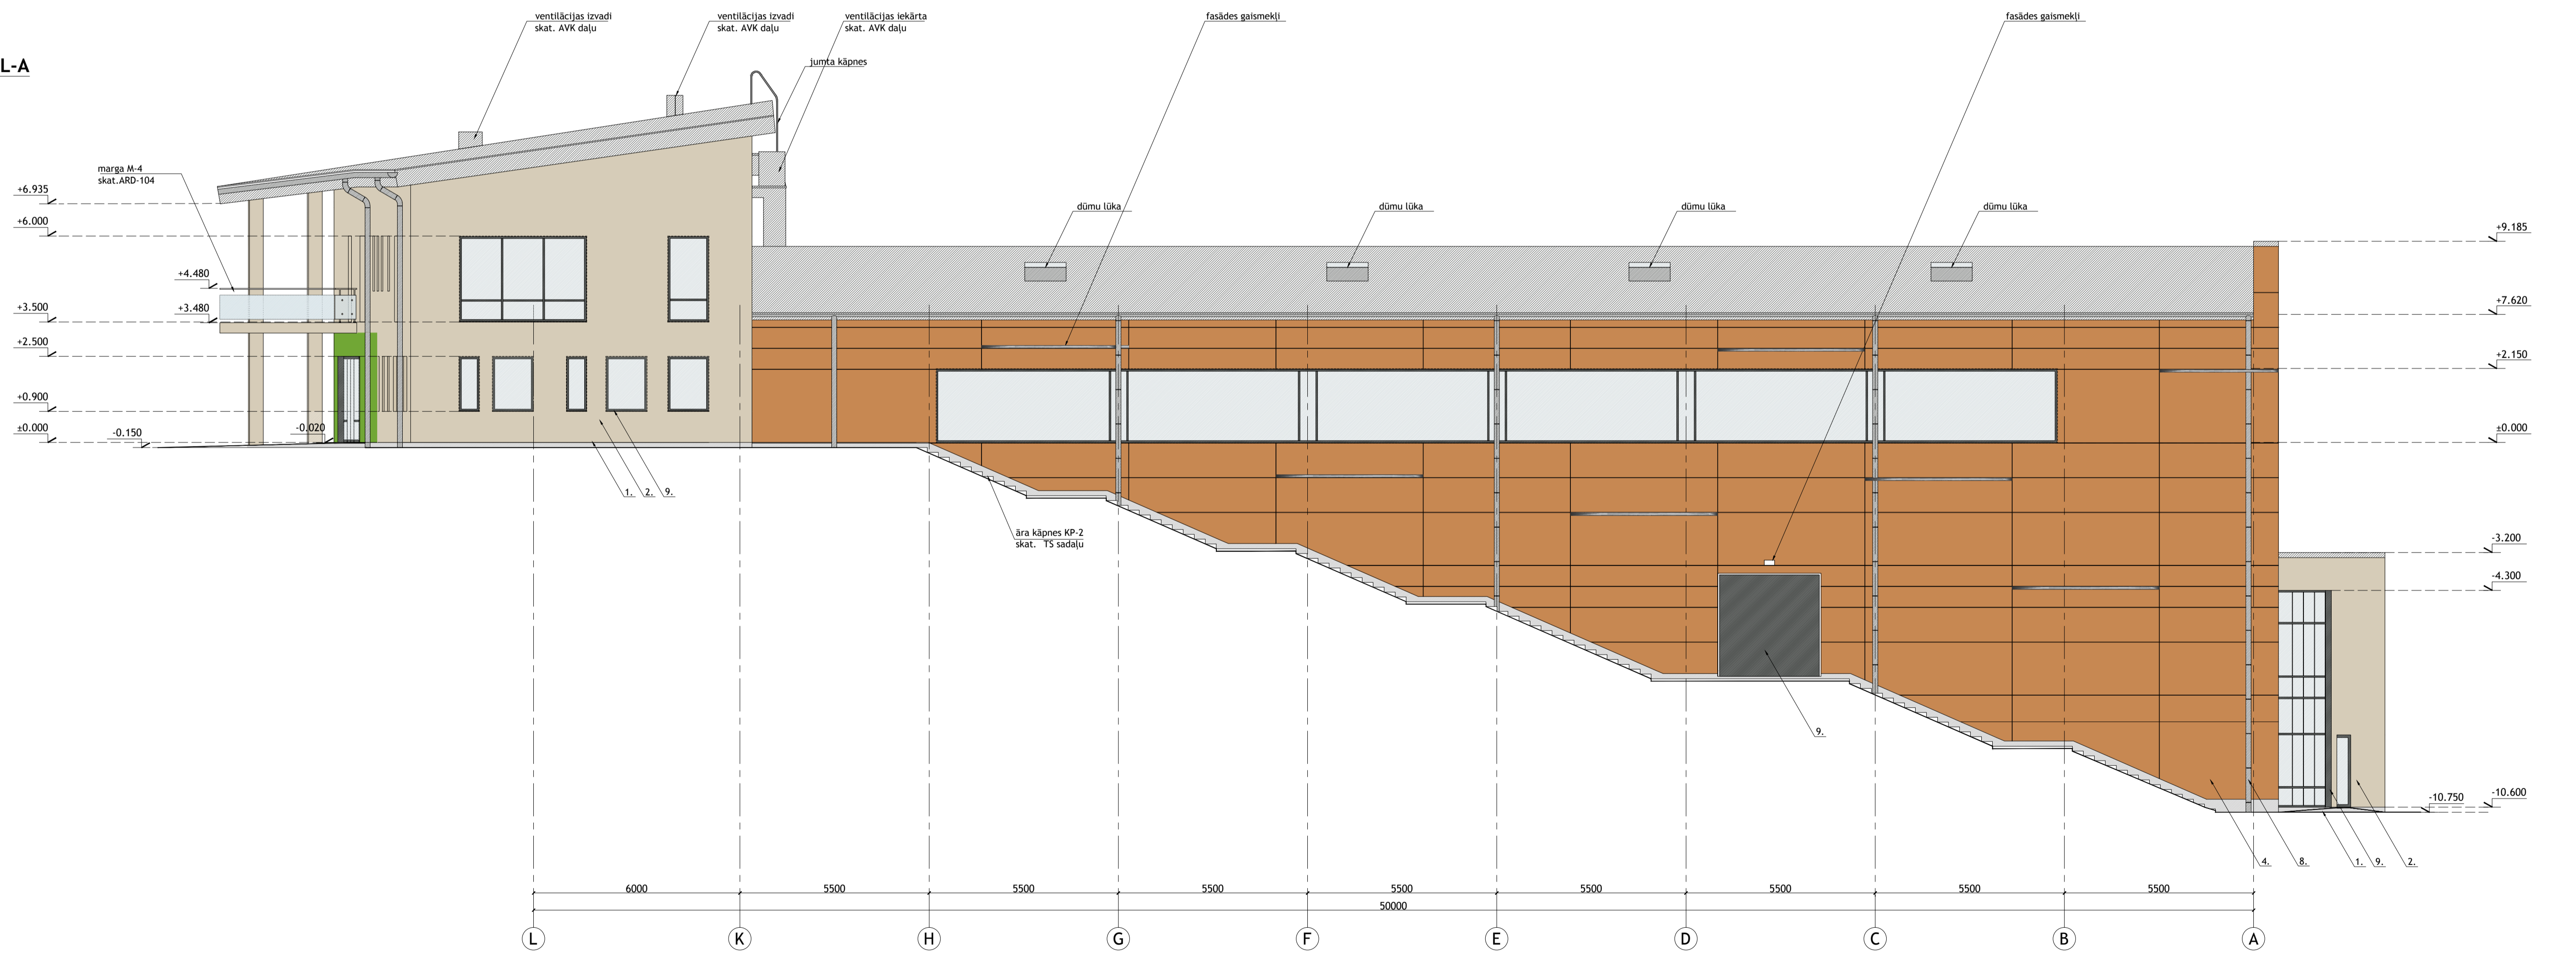 L-A
ventilācijas izvadi
skat. AVK daļu
ventilācijas izvadi
skat. AVK daļu
ventilācijas iekārta
skat. AVK daļu
jumta kāpnes
fasādes gaismekļi
fasādes gaismekļi
marga M-4
skat.ARD-104
dūmu lūka
dūmu lūka
dūmu lūka
dūmu lūka
+6.935
+6.000
+4.480
+3.500
+3.480
+2.500
+0.900
±0.000
-0.150
-0.020
+9.185
+7.620
+2.150
±0.000
-3.200
-4.300
-10.600
-10.750
1.
2.
9.
āra kāpnes KP-2
skat. TS sadaļu
9.
4.
8.
1.
9.
2.
6000
5500
5500
5500
5500
5500
5500
5500
5500
50000
L
K
H
G
F
E
D
C
B
A